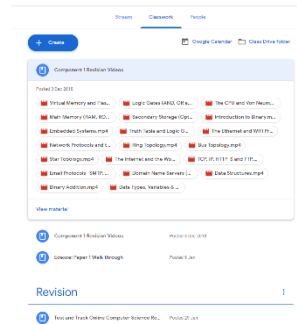 Stream Classwork People
+ Create Google Calendar Class Drive folder
Component 1 Revision Videos
Posted 3 Dec 2018
Virtual Memory and Flas... Logic Gates (AND, OR a... The CPU and Von Neum...
Main Memory (RAM, RO... Secondary Storage (Opt... Introduction to Binary.m...
Embedded Systems.mp4 Truth Table and Logic G... The Ethernet and WiFi Pr...
Network Protocols and t... Ring Topology.mp4 Bus Topology.mp4
Star Topology.mp4 The Internet and the Wo... TCP, IP, HTTP S and FTP...
Email Protocols SMTP, ... Domain Name Servers (... Data Structures.mp4
Binary Addition.mp4 Data Types, Variables & ...
View material
Component 1 Revision Videos Posted 3 Dec 2018
Paper 1 Walk through Posted 9 Jan
Revision
Test and Track Online Computer Science Re... Posted 20 Jan